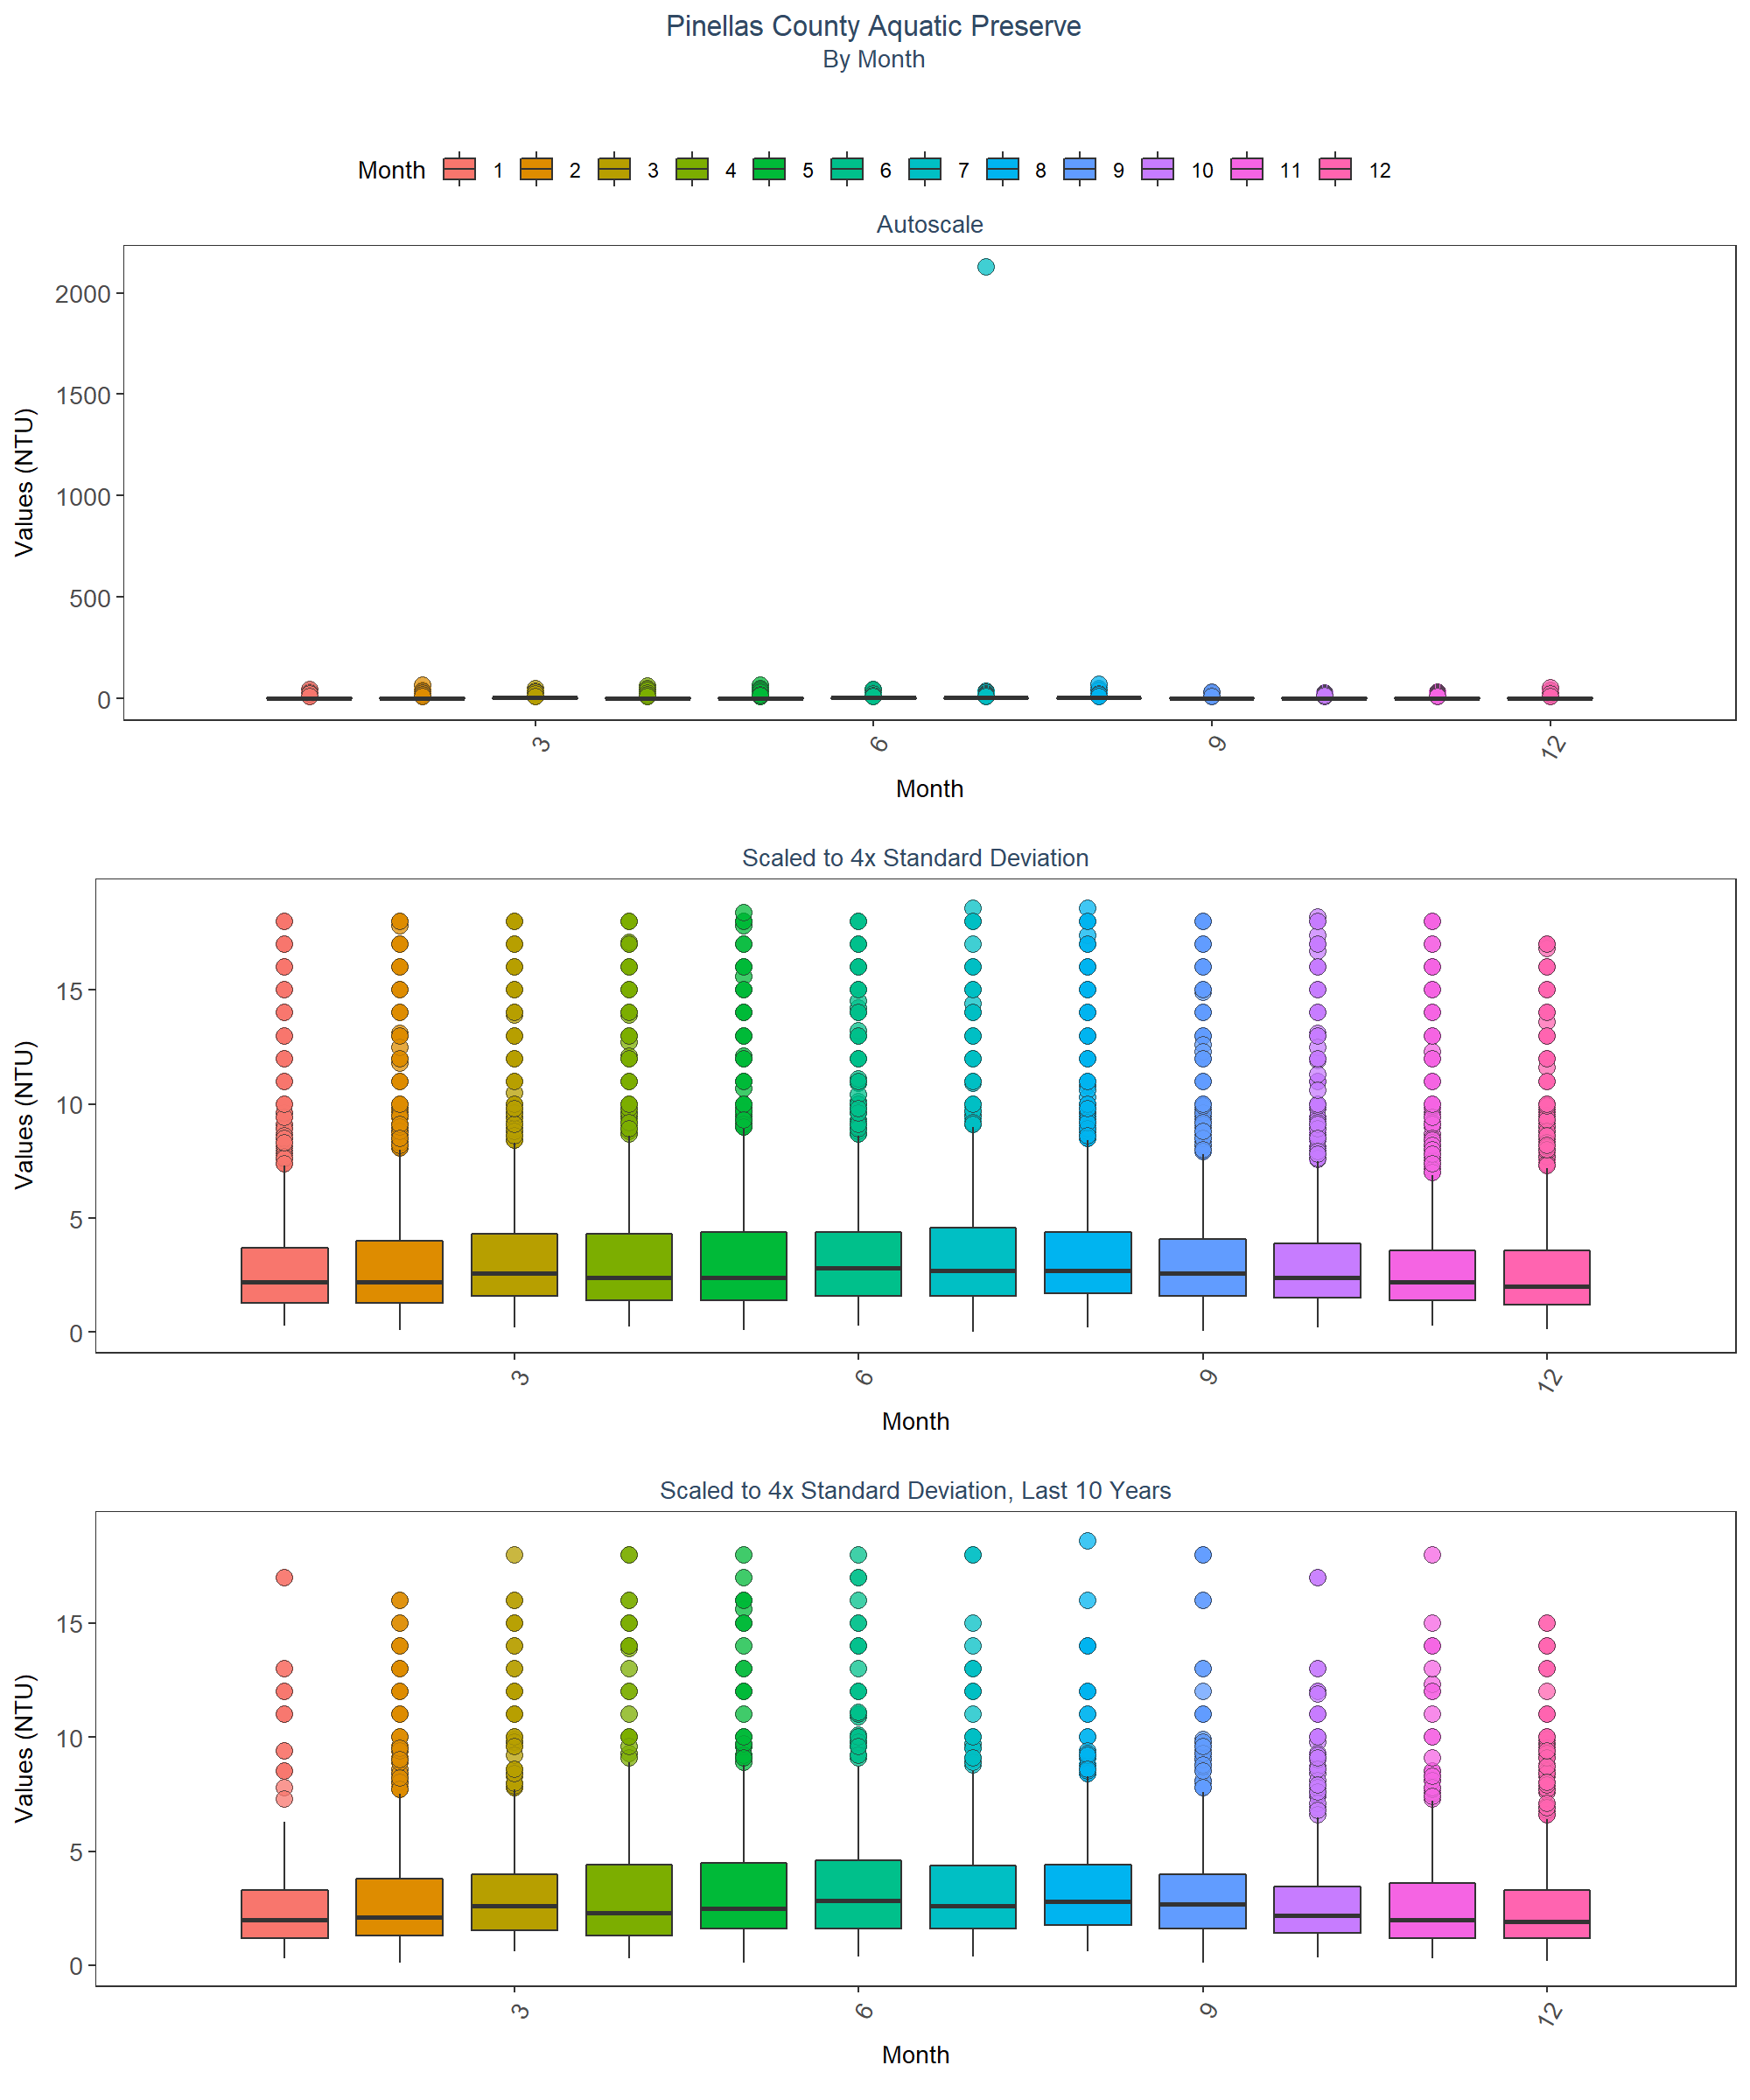 Pinellas County Aquatic Preserve
By Month
Month 1 2 3 4 5 6 7 8 9 10 11 12
Autoscale
Values (NTU)
2000
1500
1000
500
0
3 6 9 12
Month
Scaled to 4x Standard Deviation
Values (NTU)
15
10
5
0
3 6 9 12
Month
Scaled to 4x Standard Deviation, Last 10 Years
Values (NTU)
15
10
5
0
3 6 9 12
Month